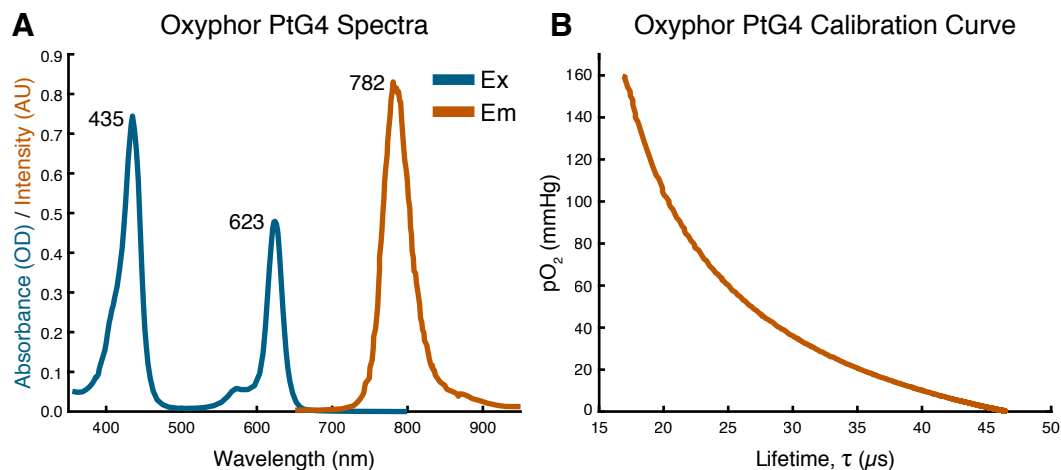 A
Oxyphor PtG4 Spectra
0.9
0.8
0.7
0.6
0.5
0.4
0.3
0.2
0.1
0.0
Absorbance (OD) / Intensity (AU)
435
623
782
Ex
Em
400 500 600 700 800 900
Wavelength (nm)
B
Oxyphor PtG4 Calibration Curve
160
140
120
100
80
60
40
20
0
pO₂ (mmHg)
15 20 25 30 35 40 45 50
Lifetime, τ (µs)